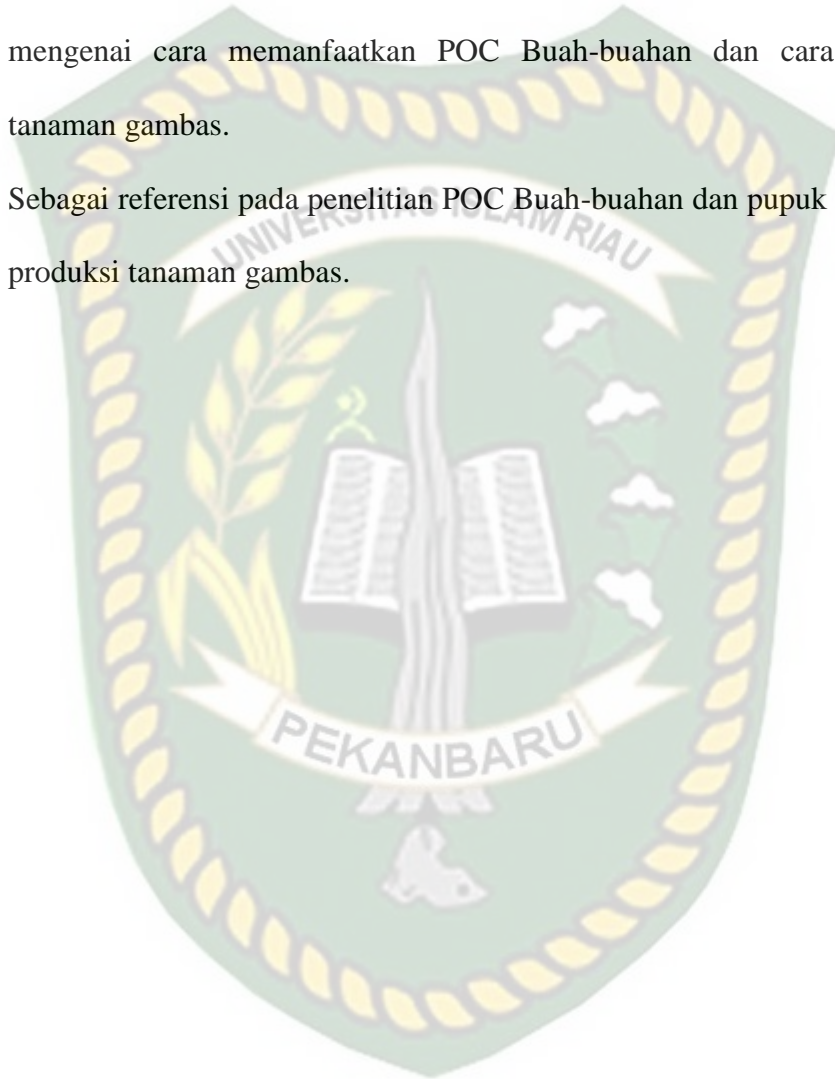 mengenai cara memanfaatkan POC Buah-buahan dan cara
tanaman gambas.
Sebagai referensi pada penelitian POC Buah-buahan dan pupuk
UNIVERSITAS ISLAM RIAU
produksi tanaman gambas.
PEKANBARU